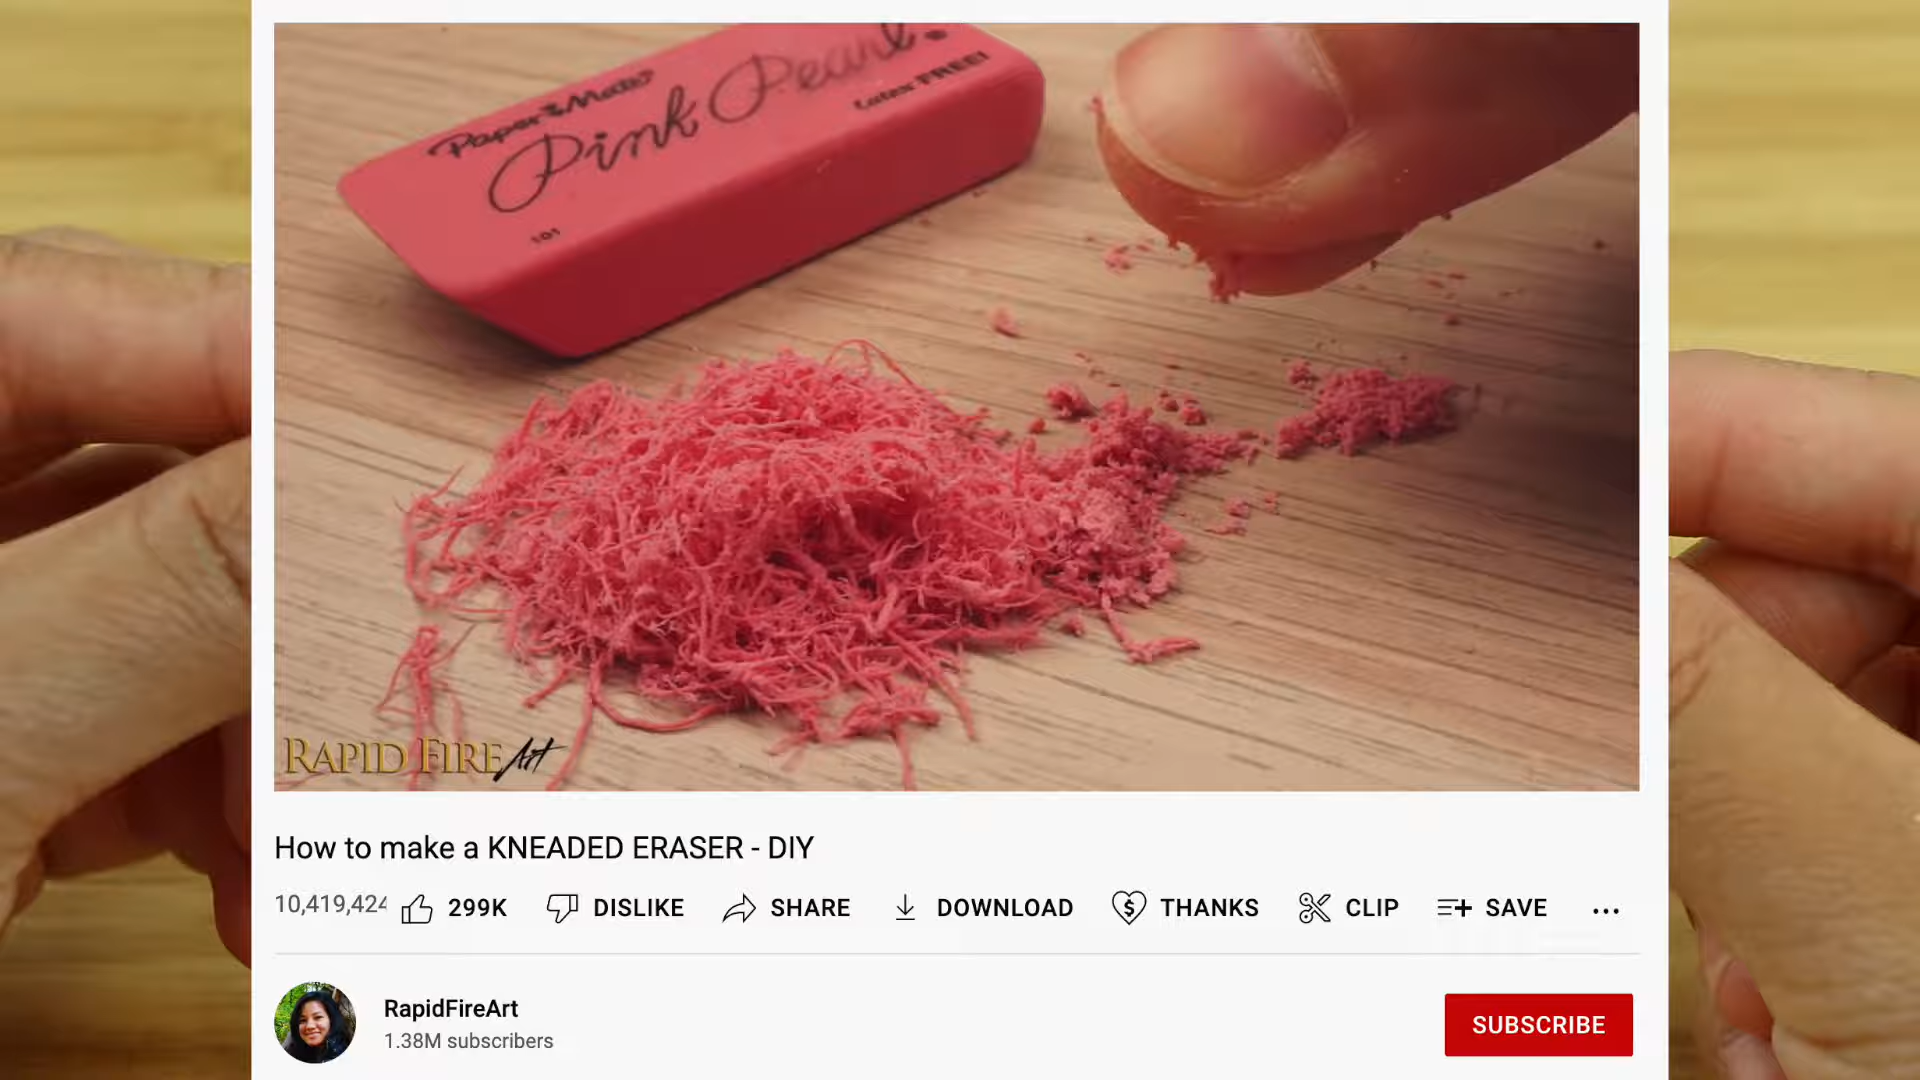 Paper Mate
Pink Pearl
Latex FREE!
101
RAPID FIRE Art
How to make a KNEADED ERASER - DIY
10,419,424
299K
DISLIKE
SHARE
DOWNLOAD
THANKS
CLIP
SAVE
RapidFireArt
1.38M subscribers
SUBSCRIBE